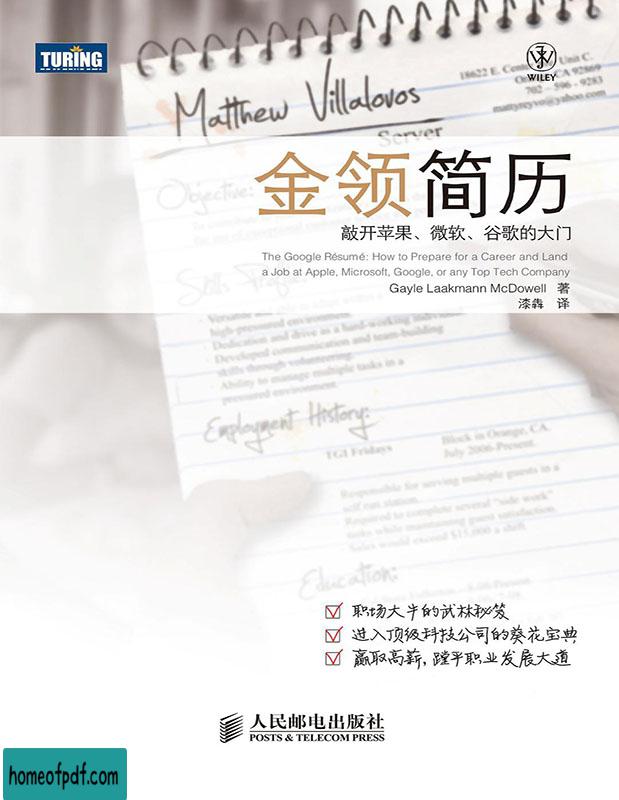 TURING
WILEY
18622 E. Cente Unit C.
O CA 92869
702 - 596 - 9283
mattyreyvo@yahoo.com
Matthew Villalovos
Server
Objective:
金领简历
敲开苹果、微软、谷歌的大门
The Google Résumé: How to Prepare for a Career and Land
a Job at Apple, Microsoft, Google, or any Top Tech Company
Gayle Laakmann McDowell 著
漆犇 译
Skills
high-pressured environment.
Dedication and drive as a hard-working individual
Developed communication and team-building
skills through volunteering.
Ability to manage multiple tasks in a
pressured environment.
Employment History:
TGI Fridays
Block in Orange, CA.
July 2006-Present.
Responsible for serving multiple guests in a
self run station.
Required to complete several "side work"
tasks while maintaining guest satisfaction.
Sales would exceed $15,000 a shift
Education:
职场大牛的武林秘笈
进入顶级科技公司的葵花宝典
赢取高薪，蹚平职业发展大道
人民邮电出版社
POSTS & TELECOM PRESS
homeofpdf.com